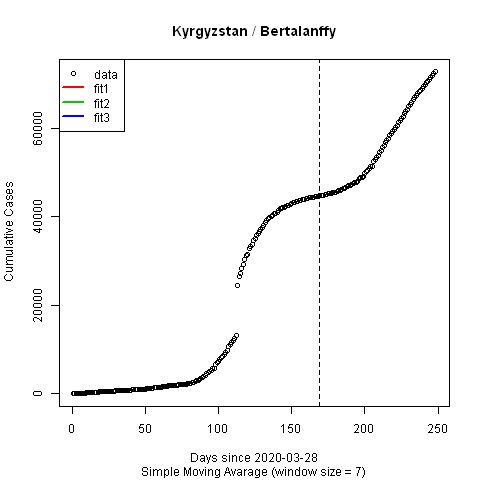 Kyrgyzstan / Bertalanffy
data
fit1
fit2
fit3
Cumulative Cases
0
20000
40000
60000
0
50
100
150
200
250
Days since 2020-03-28
Simple Moving Avarage (window size = 7)